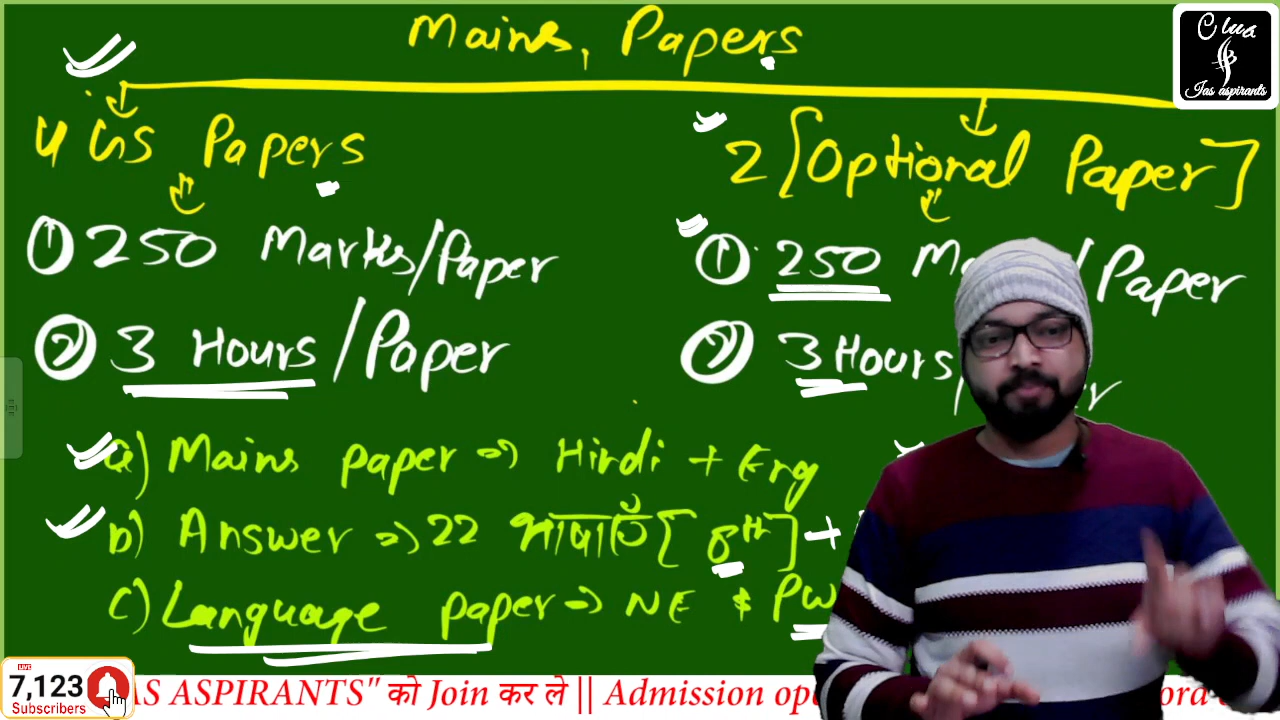 Mains, Papers
4 GS Papers
2 [Optional Paper]
① 250 Marks/Paper
① 250 M / Paper
② 3 Hours / Paper
② 3 Hours
a) Mains paper ⇒ Hindi + Eng
b) Answer ⇒ 22 भाषाएँ [8th] +
c) Language paper ⇒ NE & PW
Clue
Ias aspirants
LIVE
7,123
Subscribers
AS ASPIRANTS" को Join कर ले || Admission op